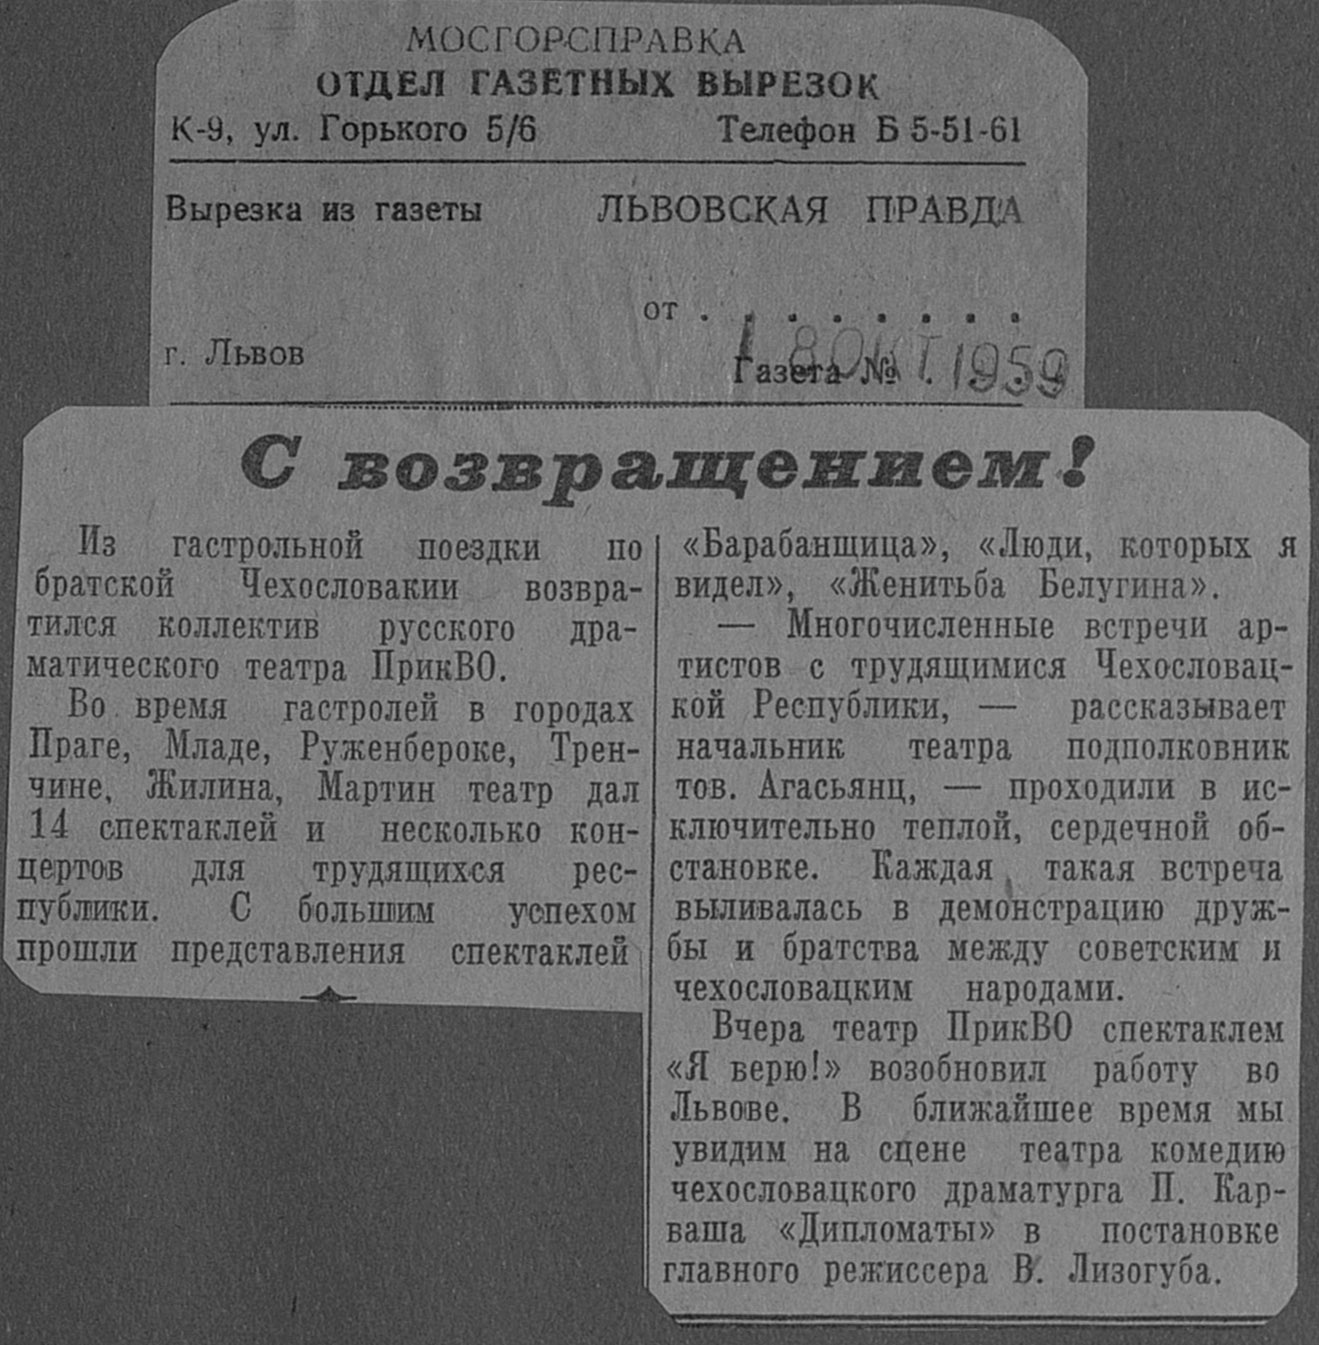 МОСГОРСПРАВКА
ОТДЕЛ ГАЗЕТНЫХ ВЫРЕЗОК
К-9, ул. Горького 5/6 Телефон Б 5-51-61
Вырезка из газеты ЛЬВОВСКАЯ ПРАВДА
от . . . . . . . .
1 8 ОКТ 1959
г. Львов Газета № . . . .
С возвращением!
Из гастрольной поездки по
братской Чехословакии возвра-
тился коллектив русского дра-
матического театра ПрикВО.
Во время гастролей в городах
Праге, Младе, Руженбероке, Трен-
чине, Жилина, Мартин театр дал
14 спектаклей и несколько кон-
цертов для трудящихся рес-
публики. С большим успехом
прошли представления спектаклей
«Барабанщица», «Люди, которых я
видел», «Женитьба Белугина».
— Многочисленные встречи ар-
тистов с трудящимися Чехословац-
кой Республики, — рассказывает
начальник театра подполковник
тов. Агасьянц, — проходили в ис-
ключительно теплой, сердечной об-
становке. Каждая такая встреча
выливалась в демонстрацию друж-
бы и братства между советским и
чехословацким народами.
Вчера театр ПрикВО спектаклем
«Я верю!» возобновил работу во
Львове. В ближайшее время мы
увидим на сцене театра комедию
чехословацкого драматурга П. Кар-
ваша «Дипломаты» в постановке
главного режиссера В. Лизогуба.